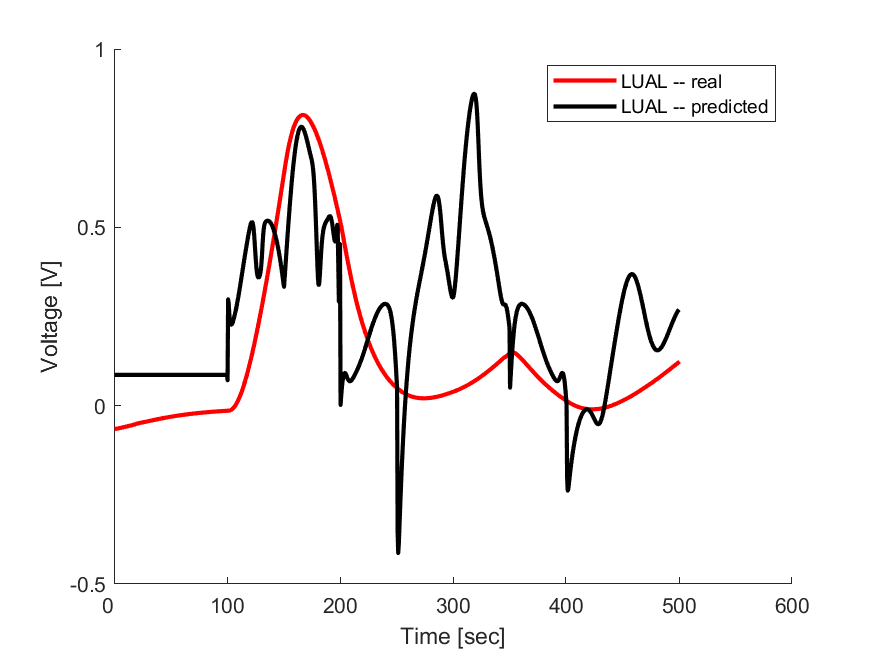 1
LUAL -- real
LUAL -- predicted
0.5
Voltage [V]
0
-0.5
0 100 200 300 400 500 600
Time [sec]